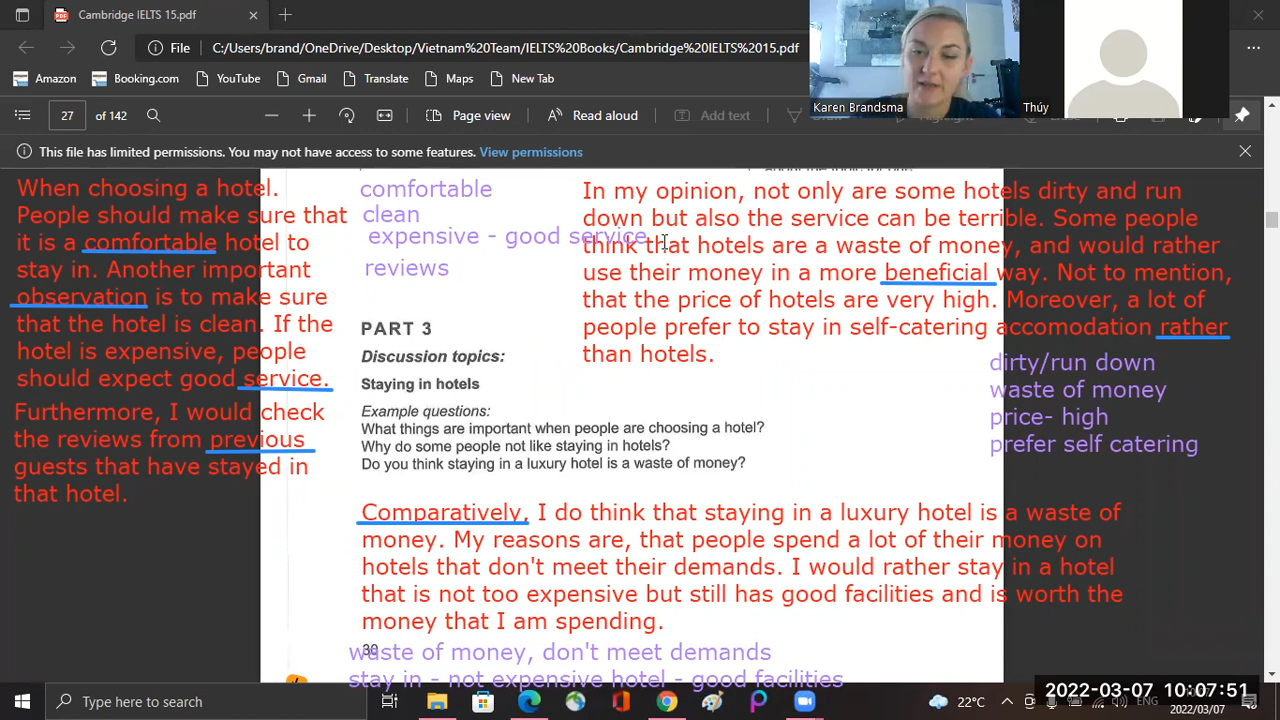 Cambridge IELTS 15.pdf
File C:/Users/brand/OneDrive/Desktop/Vietnam%20Team/IELTS%20Books/Cambridge%20IELTS%2015.pdf
Amazon Booking.com YouTube Gmail Translate Maps New Tab
Karen Brandsma
Thúy
27 of 142 Page view Read aloud Add text
This file has limited permissions. You may not have access to some features. View permissions
When choosing a hotel.
People should make sure that
it is a comfortable hotel to
stay in. Another important
observation is to make sure
that the hotel is clean. If the
hotel is expensive, people
should expect good service.
Furthermore, I would check
the reviews from previous
guests that have stayed in
that hotel.
comfortable
clean
expensive - good service
reviews
In my opinion, not only are some hotels dirty and run
down but also the service can be terrible. Some people
think that hotels are a waste of money, and would rather
use their money in a more beneficial way. Not to mention,
that the price of hotels are very high. Moreover, a lot of
people prefer to stay in self-catering accomodation rather
than hotels.
dirty/run down
waste of money
price- high
prefer self catering
PART 3
Discussion topics:
Staying in hotels
Example questions:
What things are important when people are choosing a hotel?
Why do some people not like staying in hotels?
Do you think staying in a luxury hotel is a waste of money?
Comparatively, I do think that staying in a luxury hotel is a waste of
money. My reasons are, that people spend a lot of their money on
hotels that don't meet their demands. I would rather stay in a hotel
that is not too expensive but still has good facilities and is worth the
money that I am spending.
30
waste of money, don't meet demands
stay in - not expensive hotel - good facilities
Type here to search
22°C
ENG
2022-03-07 10:07:51
2022/03/07